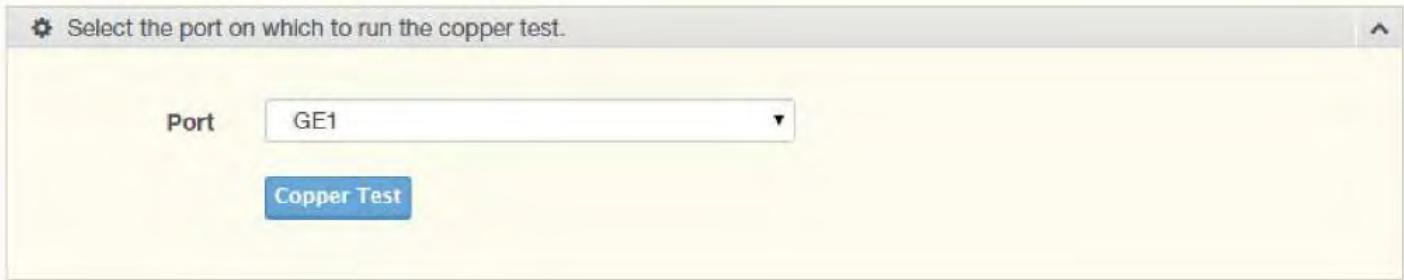 Select the port on which to run the copper test.
Port GE1
Copper Test